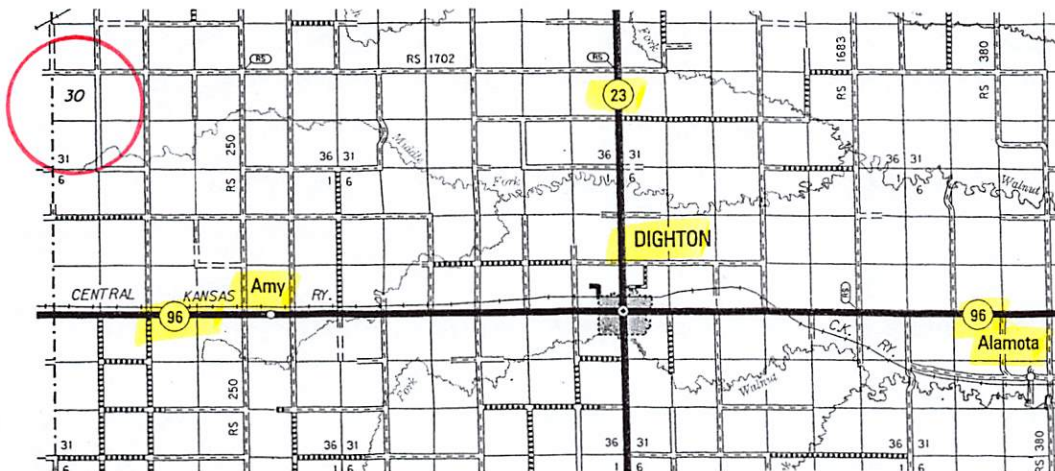 Fork
RS 1702
RS
RS
1683
RS
380
RS
30
23
31
6
250
RS
Middle
36 31
1 6
Fork
36 31
1 6
36 31
1 6
Walnut
DIGHTON
Amy
CENTRAL KANSAS RY.
96
RS
96
C.K. RY.
Alamota
250
RS
Fork
Walnut
31
6
36 31
1 6
36 31
1 6
36 31
1 6
RS 380